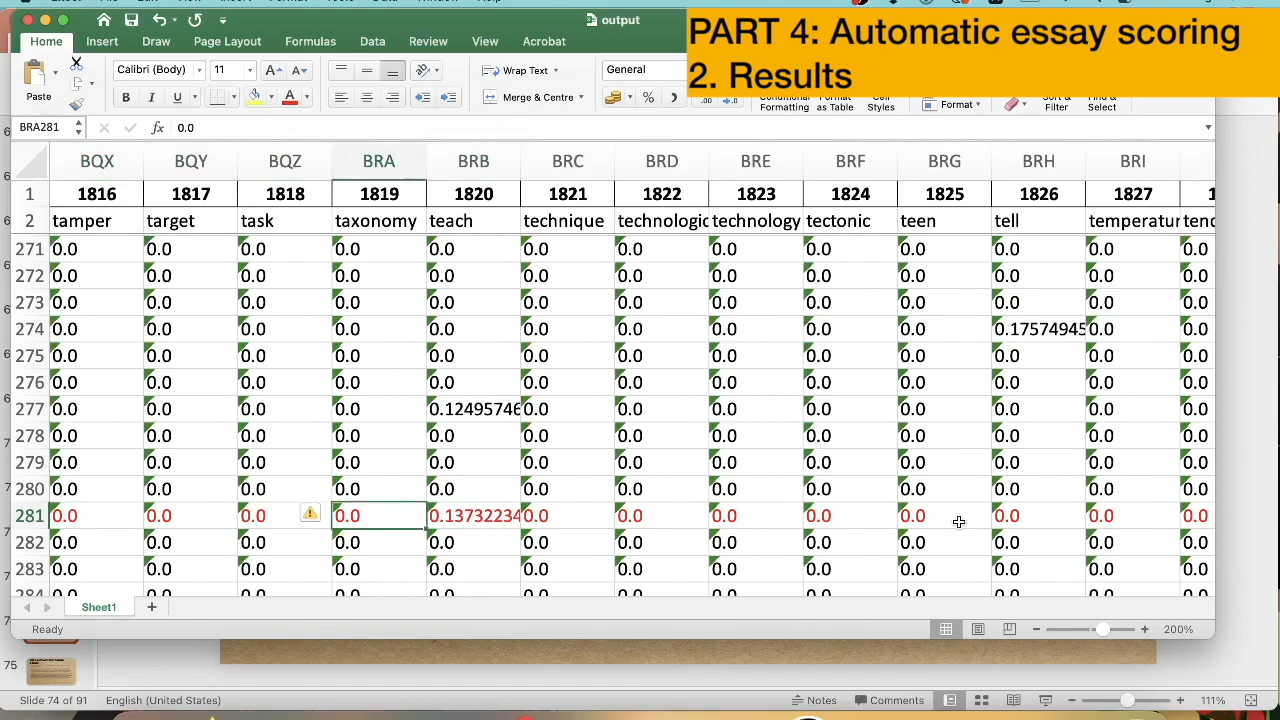 output
PART 4: Automatic essay scoring
2. Results
Home Insert Draw Page Layout Formulas Data Review View Acrobat
Paste
Calibri (Body) 11
Wrap Text
Merge & Centre
General
Conditional Formatting
Format as Table
Cell Styles
Format
Sort & Filter
Find & Select
BRA281 fx 0.0
BQX BQY BQZ BRA BRB BRC BRD BRE BRF BRG BRH BRI
1 1816 1817 1818 1819 1820 1821 1822 1823 1824 1825 1826 1827 1
2 tamper target task taxonomy teach technique technologic technology tectonic teen tell temperatur tend
271 0.0 0.0 0.0 0.0 0.0 0.0 0.0 0.0 0.0 0.0 0.0 0.0 0.0
272 0.0 0.0 0.0 0.0 0.0 0.0 0.0 0.0 0.0 0.0 0.0 0.0 0.0
273 0.0 0.0 0.0 0.0 0.0 0.0 0.0 0.0 0.0 0.0 0.0 0.0 0.0
274 0.0 0.0 0.0 0.0 0.0 0.0 0.0 0.0 0.0 0.0 0.17574945 0.0 0.0
275 0.0 0.0 0.0 0.0 0.0 0.0 0.0 0.0 0.0 0.0 0.0 0.0 0.0
276 0.0 0.0 0.0 0.0 0.0 0.0 0.0 0.0 0.0 0.0 0.0 0.0 0.0
277 0.0 0.0 0.0 0.0 0.12495746 0.0 0.0 0.0 0.0 0.0 0.0 0.0 0.0
278 0.0 0.0 0.0 0.0 0.0 0.0 0.0 0.0 0.0 0.0 0.0 0.0 0.0
279 0.0 0.0 0.0 0.0 0.0 0.0 0.0 0.0 0.0 0.0 0.0 0.0 0.0
280 0.0 0.0 0.0 0.0 0.0 0.0 0.0 0.0 0.0 0.0 0.0 0.0 0.0
281 0.0 0.0 0.0 0.0 0.13732234 0.0 0.0 0.0 0.0 0.0 0.0 0.0 0.0
282 0.0 0.0 0.0 0.0 0.0 0.0 0.0 0.0 0.0 0.0 0.0 0.0 0.0
283 0.0 0.0 0.0 0.0 0.0 0.0 0.0 0.0 0.0 0.0 0.0 0.0 0.0
Sheet1
Ready 200%
75
Slide 74 of 91 English (United States) Notes Comments 111%